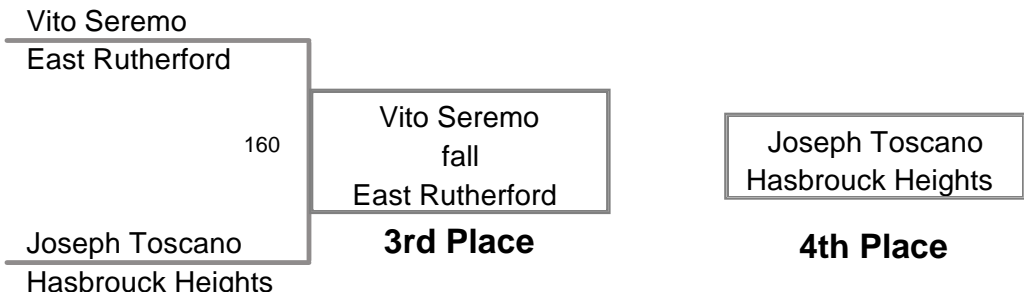 Vito Seremo
East Rutherford
160
Vito Seremo
fall
East Rutherford
3rd Place
Joseph Toscano
Hasbrouck Heights
4th Place
Joseph Toscano
Hasbrouck Heights